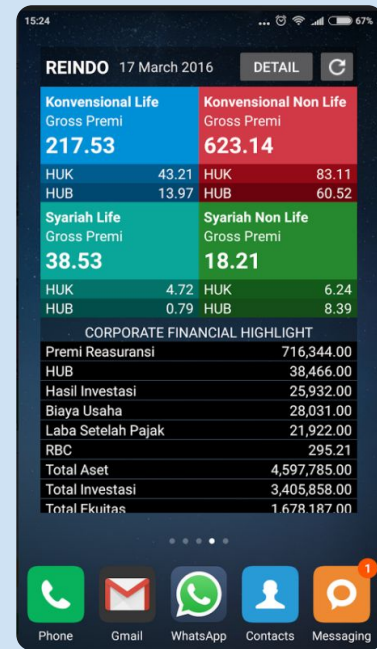 15:24 ... 67%
REINDO 17 March 2016 DETAIL
Konvensional Life
Gross Premi
217.53
HUK 43.21
HUB 13.97
Konvensional Non Life
Gross Premi
623.14
HUK 83.11
HUB 60.52
Syariah Life
Gross Premi
38.53
HUK 4.72
HUB 0.79
Syariah Non Life
Gross Premi
18.21
HUK 6.24
HUB 8.39
CORPORATE FINANCIAL HIGHLIGHT
Premi Reasuransi 716,344.00
HUB 38,466.00
Hasil Investasi 25,932.00
Biaya Usaha 28,031.00
Laba Setelah Pajak 21,922.00
RBC 295.21
Total Aset 4,597,785.00
Total Investasi 3,405,858.00
Total Ekuitas 1,678,187.00
1
Phone Gmail WhatsApp Contacts Messaging